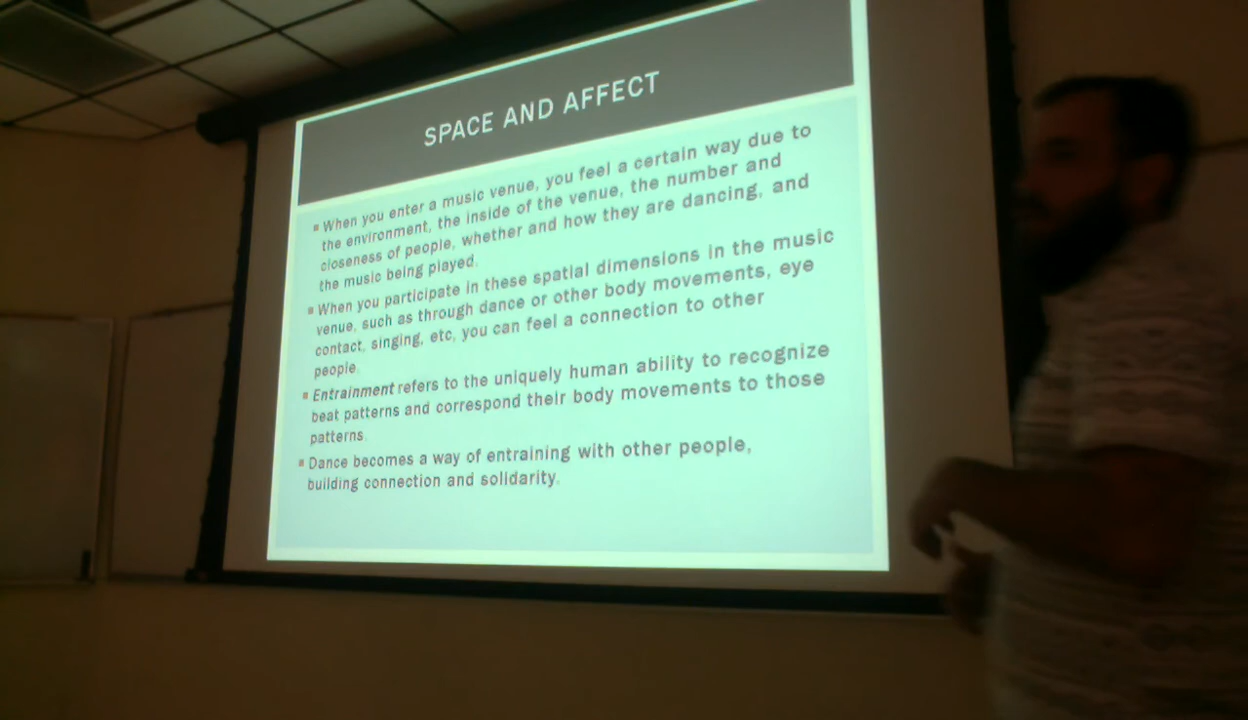 SPACE AND AFFECT
▪ When you enter a music venue, you feel a certain way due to
the environment, the inside of the venue, the number and
closeness of people, whether and how they are dancing, and
the music being played.
▪ When you participate in these spatial dimensions in the music
venue, such as through dance or other body movements, eye
contact, singing, etc, you can feel a connection to other
people.
▪ Entrainment refers to the uniquely human ability to recognize
beat patterns and correspond their body movements to those
patterns.
▪ Dance becomes a way of entraining with other people,
building connection and solidarity.